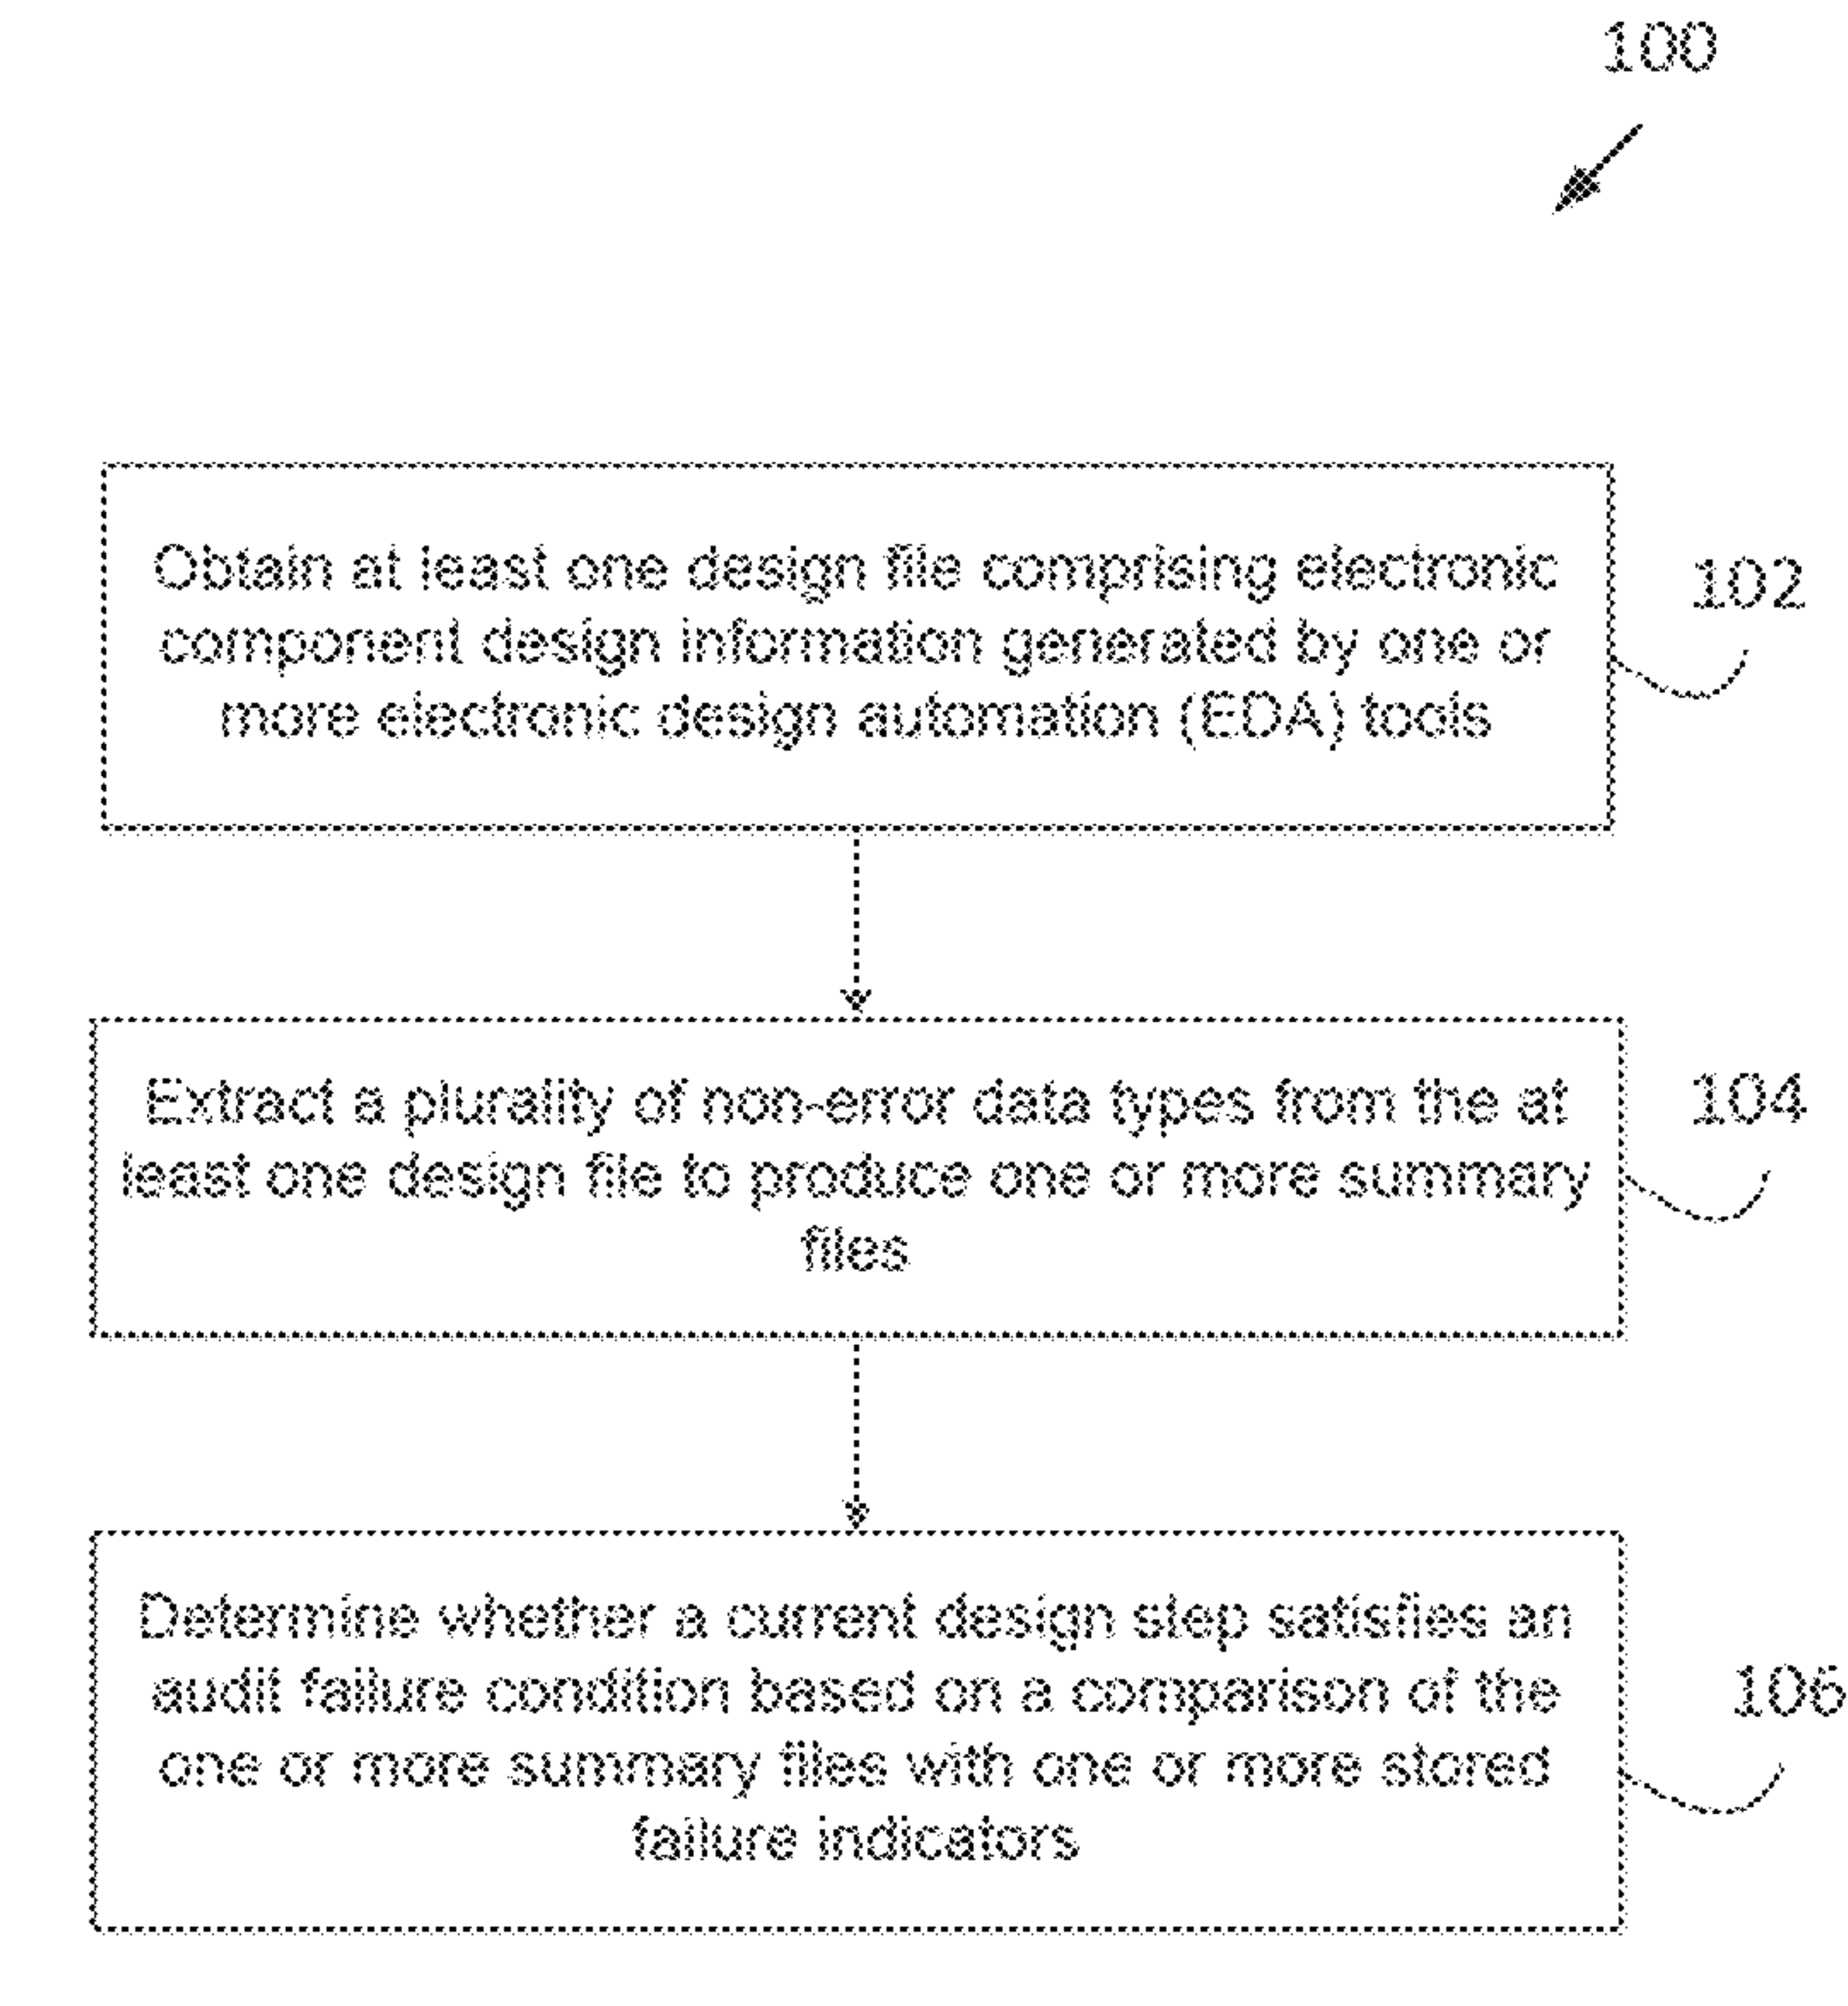 100
Obtain at least one design file comprising electronic
component design information generated by one or
more electronic design automation (EDA) tools
102
Extract a plurality of non-error data types from the at
least one design file to produce one or more summary
files
104
Determine whether a current design step satisfies an
audit failure condition based on a comparison of the
one or more summary files with one or more stored
failure indicators
106